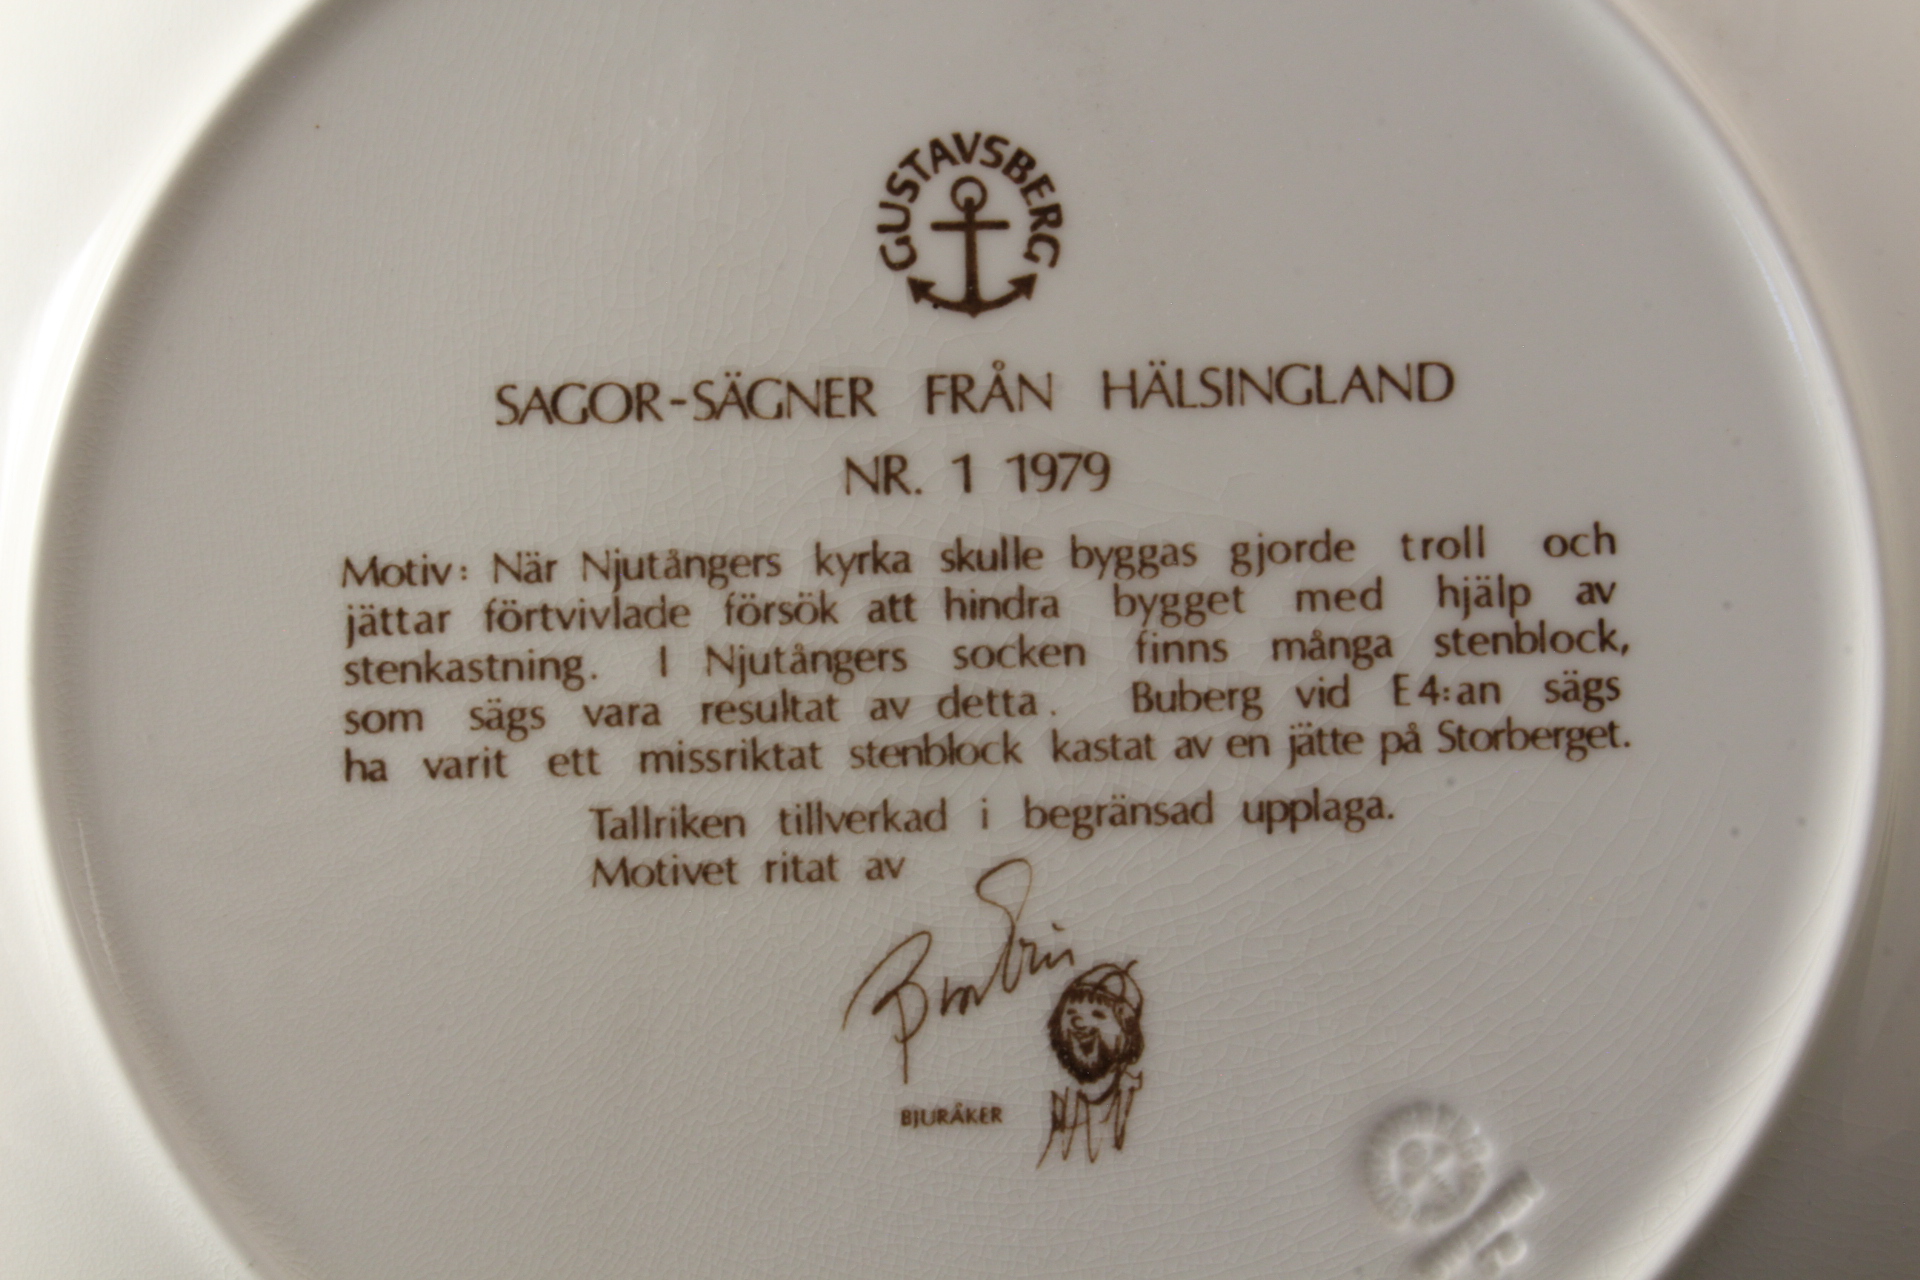 GUSTAVSBERG
SAGOR-SÄGNER FRÅN HÄLSINGLAND
NR. 1 1979
Motiv: När Njutångers kyrka skulle byggas gjorde troll och
jättar förtvivlade försök att hindra bygget med hjälp av
stenkastning. I Njutångers socken finns många stenblock,
som sägs vara resultat av detta. Buberg vid E4:an sägs
ha varit ett missriktat stenblock kastat av en jätte på Storberget.
Tallriken tillverkad i begränsad upplaga.
Motivet ritat av
BJURÅKER